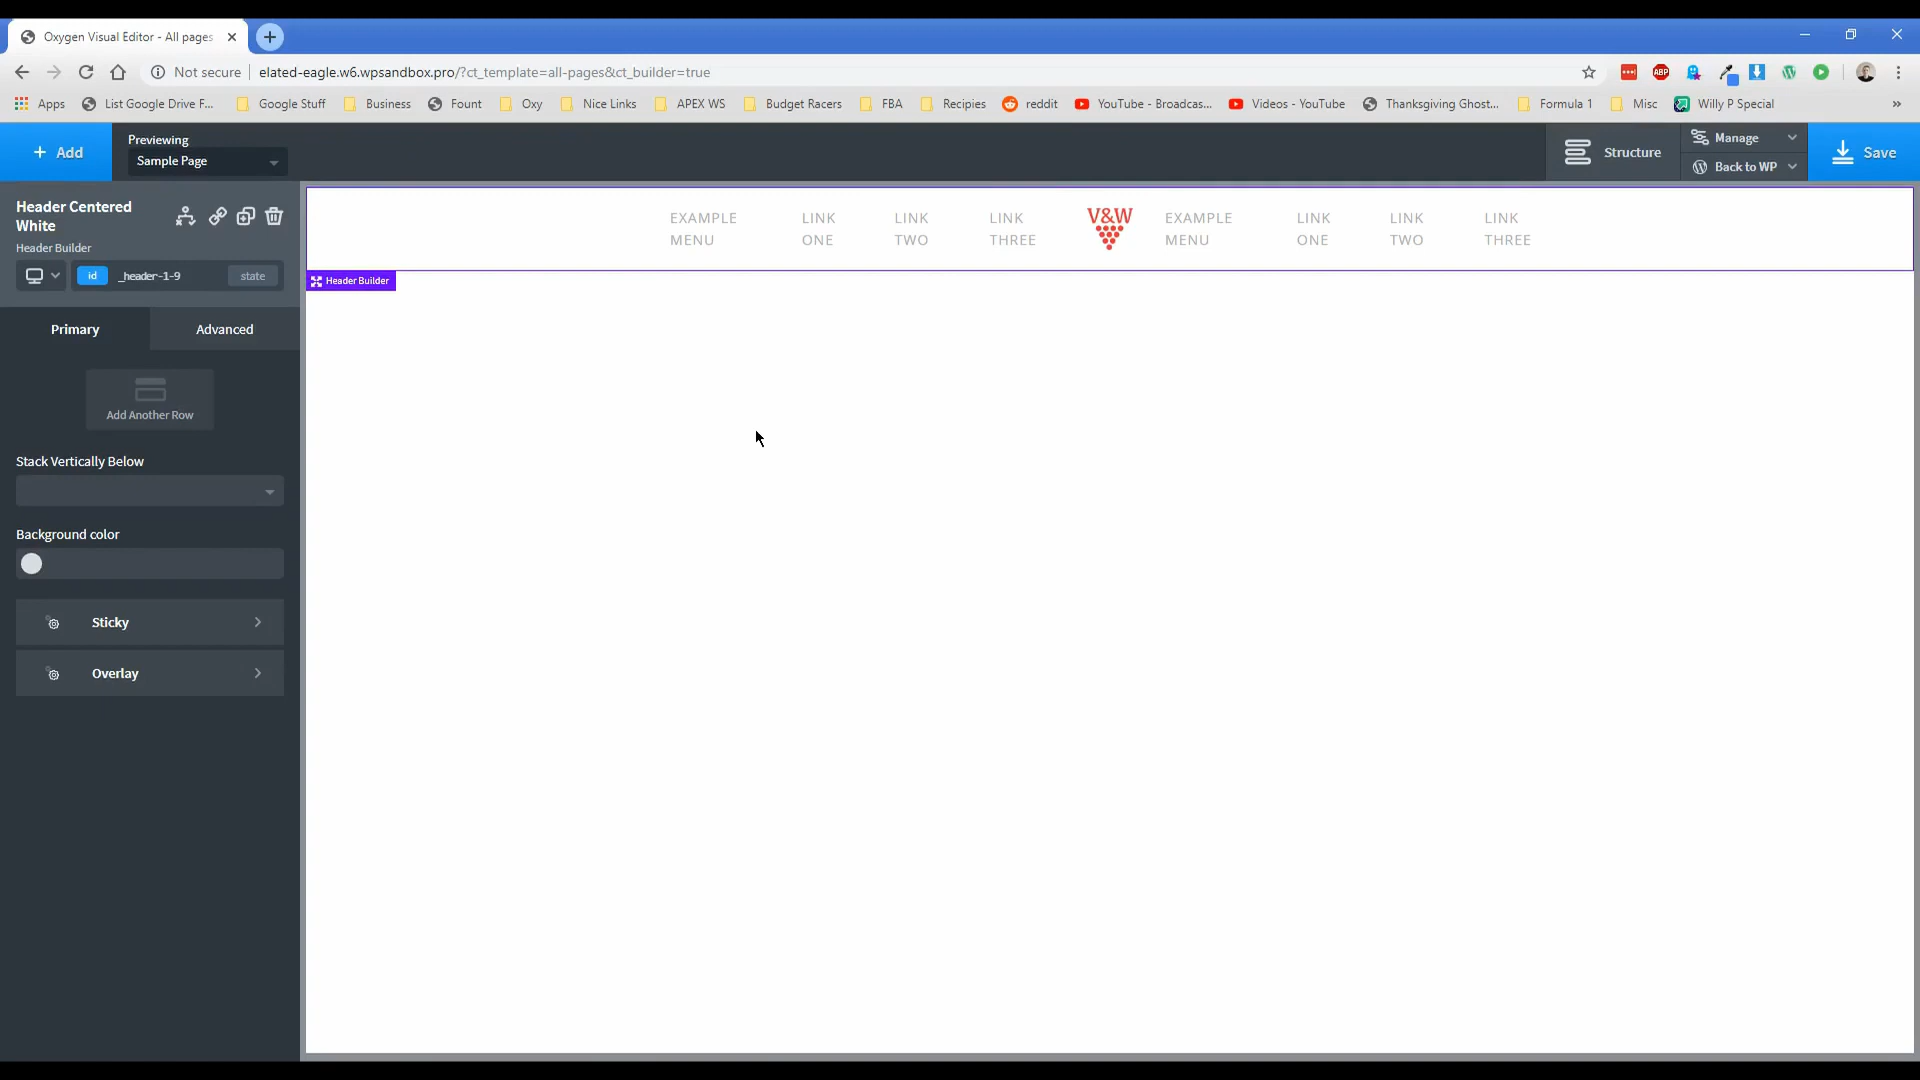 Oxygen Visual Editor - All pages
Not secure
elated-eagle.w6.wpsandbox.pro/?ct_template=all-pages&ct_builder=true
ABP
Apps
List Google Drive F...
Google Stuff
Business
Fount
Oxy
Nice Links
APEX WS
Budget Racers
FBA
Recipies
reddit
YouTube - Broadcas...
Videos - YouTube
Thanksgiving Ghost...
Formula 1
Misc
Willy P Special
»
+ Add
Previewing
Sample Page
Structure
Manage
Back to WP
Save
Header Centered
White
Header Builder
id
_header-1-9
state
Primary
Advanced
Add Another Row
Stack Vertically Below
Background color
Sticky
Overlay
EXAMPLE
MENU
LINK
ONE
LINK
TWO
LINK
THREE
V&W
EXAMPLE
MENU
LINK
ONE
LINK
TWO
LINK
THREE
Header Builder